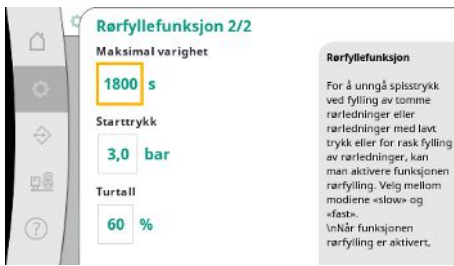 Rørfyllefunksjon 2/2
Maksimal varighet
1800 s
Starttrykk
3,0 bar
Turtall
60 %
Rørfyllefunksjon
For å unngå spisstrykk
ved fylling av tomme
rørledninger eller
rørledninger med lavt
trykk eller for rask fylling
av rørledninger, kan
man aktivere funksjonen
rørfylling. Velg mellom
modiene «slow» og
«fast».
\nNår funksjonen
rørfylling er aktivert,